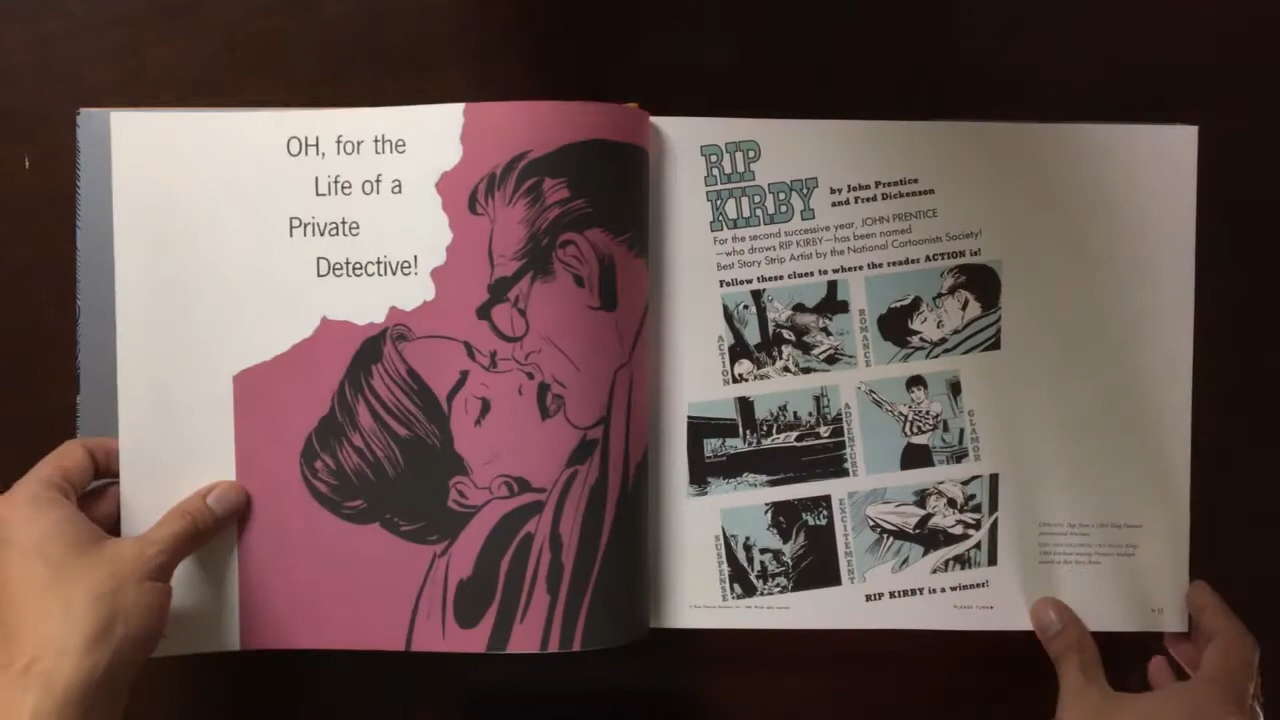 OH, for the
Life of a
Private
Detective!
RIP
KIRBY
by John Prentice
and Fred Dickenson
For the second successive year, JOHN PRENTICE
—who draws RIP KIRBY—has been named
Best Story Strip Artist by the National Cartoonists Society!
Follow these clues to where the reader ACTION is!
ACTION
ROMANCE
ADVENTURE
GLAMOR
SUSPENSE
EXCITEMENT
RIP KIRBY is a winner!
PLEASE TURN